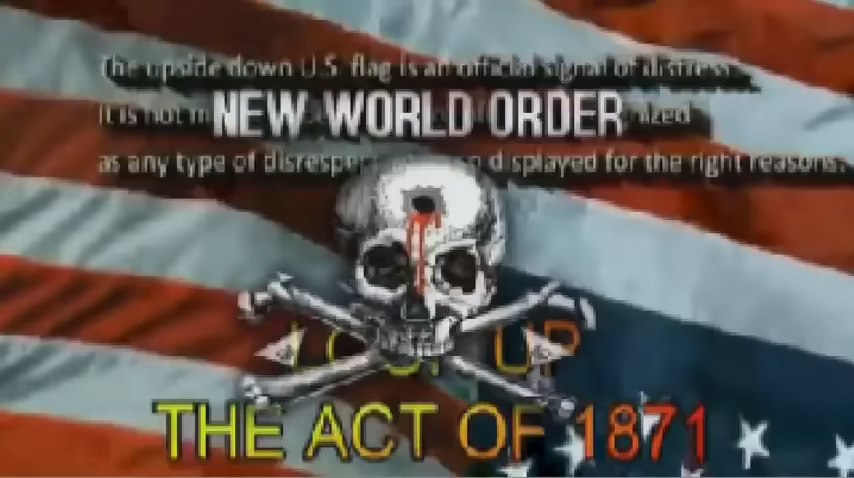 The upside down U.S. flag is an official signal of distress.
It is not
NEW WORLD ORDER
as any type of displayed for the right reasons.
UP
THE ACT OF 1871